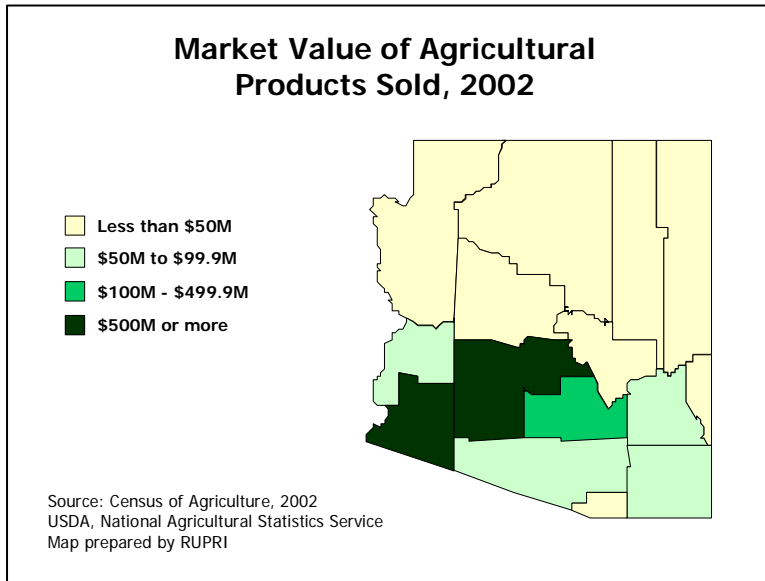 Market Value of Agricultural
Products Sold, 2002
Less than $50M
$50M to $99.9M
$100M - $499.9M
$500M or more
Source: Census of Agriculture, 2002
USDA, National Agricultural Statistics Service
Map prepared by RUPRI